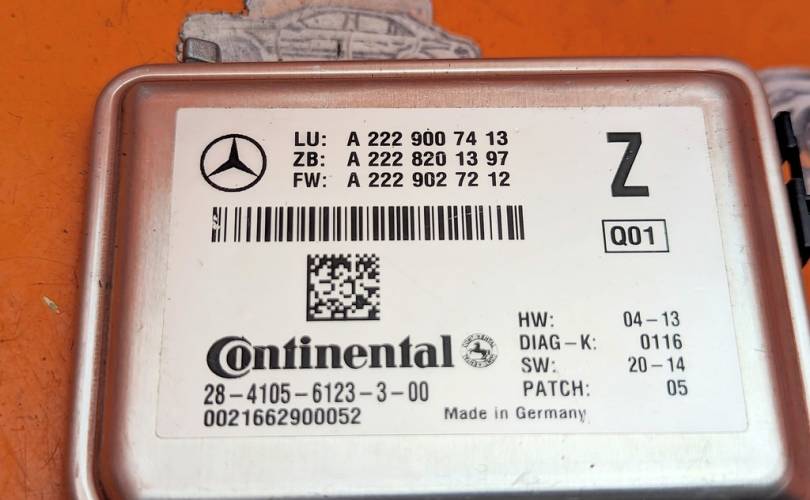 LU: A 222 900 74 13
ZB: A 222 820 13 97
FW: A 222 902 72 12
Z
Q01
Continental
28-4105-6123-3-00
0021662900052
HW: 04-13
DIAG-K: 0116
SW: 20-14
PATCH: 05
Made in Germany